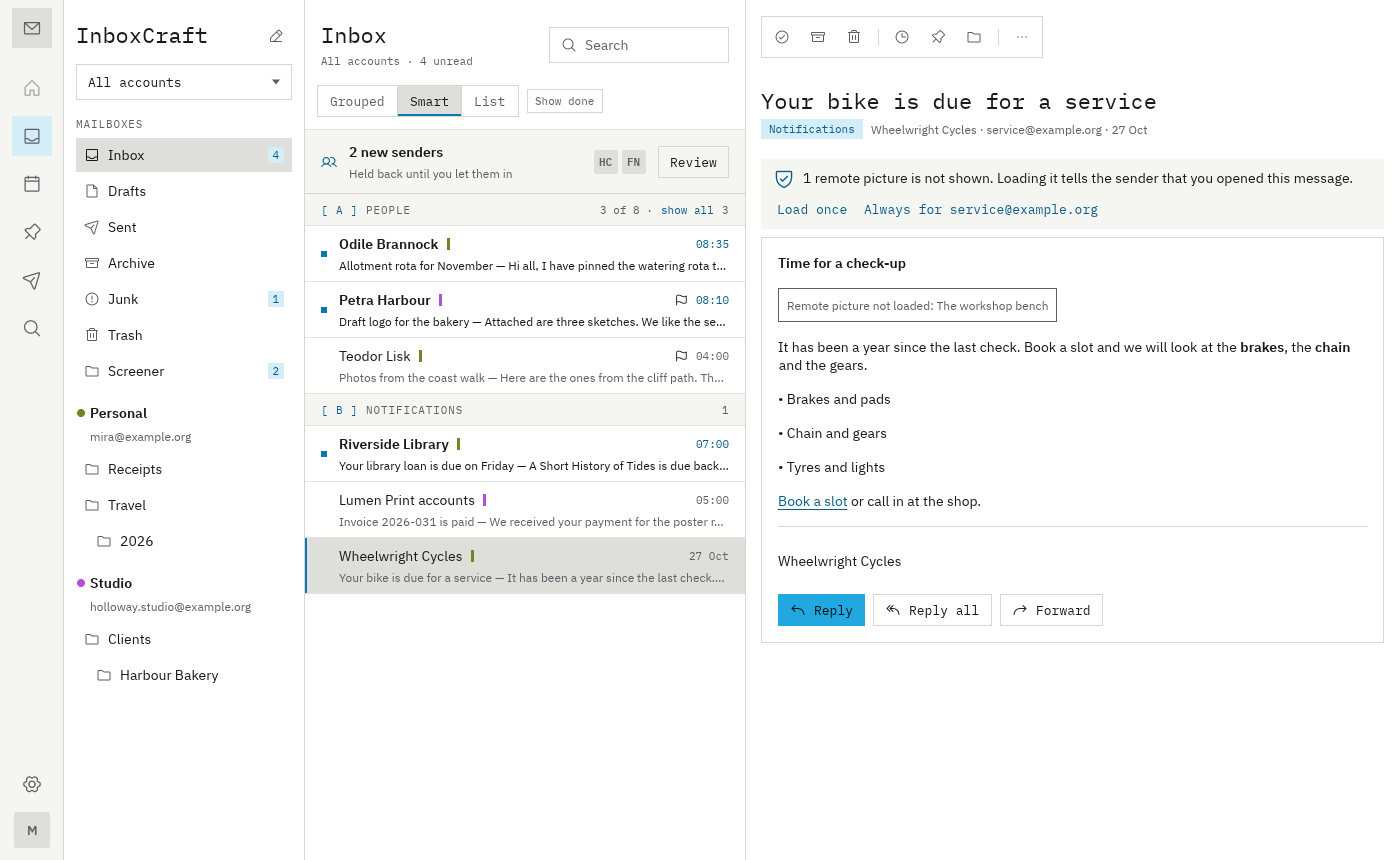 InboxCraft
All accounts
MAILBOXES
Inbox 4
Drafts
Sent
Archive
Junk 1
Trash
Screener 2
Personal
mira@example.org
Receipts
Travel
2026
Studio
holloway.studio@example.org
Clients
Harbour Bakery
M
Inbox
All accounts · 4 unread
Search
Grouped Smart List Show done
2 new senders
Held back until you let them in
HC FN Review
[ A ] PEOPLE 3 of 8 · show all 3
Odile Brannock 08:35
Allotment rota for November — Hi all, I have pinned the watering rota t…
Petra Harbour 08:10
Draft logo for the bakery — Attached are three sketches. We like the se…
Teodor Lisk 04:00
Photos from the coast walk — Here are the ones from the cliff path. Th…
[ B ] NOTIFICATIONS 1
Riverside Library 07:00
Your library loan is due on Friday — A Short History of Tides is due back…
Lumen Print accounts 05:00
Invoice 2026-031 is paid — We received your payment for the poster r…
Wheelwright Cycles 27 Oct
Your bike is due for a service — It has been a year since the last check.…
Your bike is due for a service
Notifications Wheelwright Cycles · service@example.org · 27 Oct
1 remote picture is not shown. Loading it tells the sender that you opened this message.
Load once Always for service@example.org
Time for a check-up
Remote picture not loaded: The workshop bench
It has been a year since the last check. Book a slot and we will look at the brakes, the chain
and the gears.
• Brakes and pads
• Chain and gears
• Tyres and lights
Book a slot or call in at the shop.
Wheelwright Cycles
Reply Reply all Forward